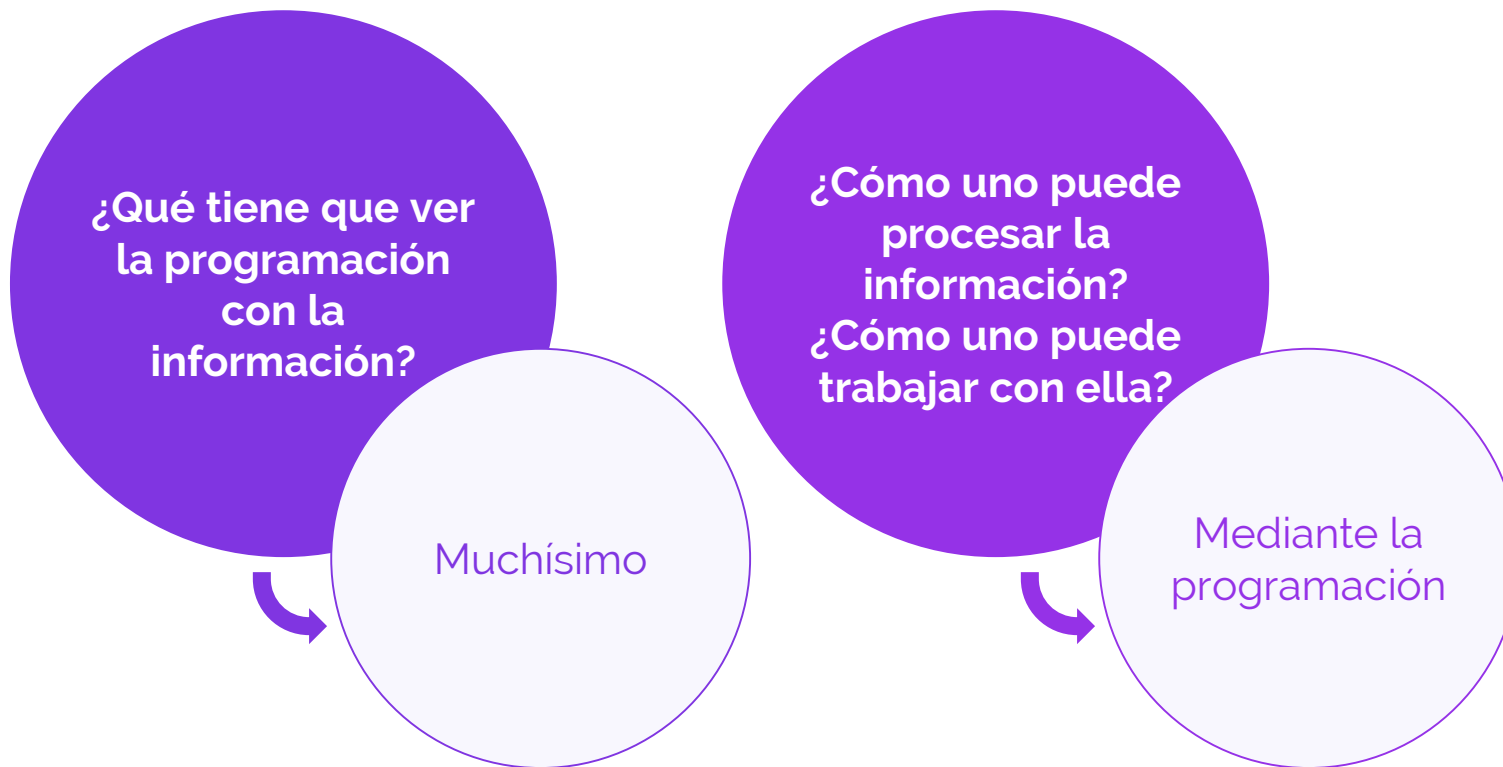 ¿Qué tiene que ver
la programación
con la
información?
Muchísimo
¿Cómo uno puede
procesar la
información?
¿Cómo uno puede
trabajar con ella?
Mediante la
programación